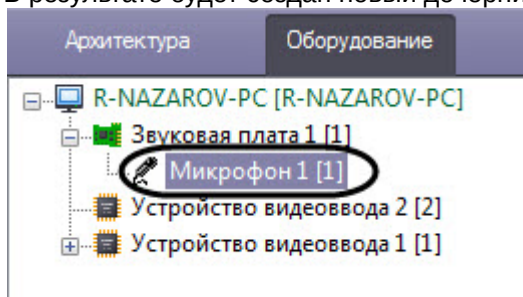 В результате будет создан новый дочерни
Архитектура Оборудование
R-NAZAROV-PC [R-NAZAROV-PC]
Звуковая плата 1 [1]
Микрофон 1 [1]
Устройство видеоввода 2 [2]
Устройство видеоввода 1 [1]